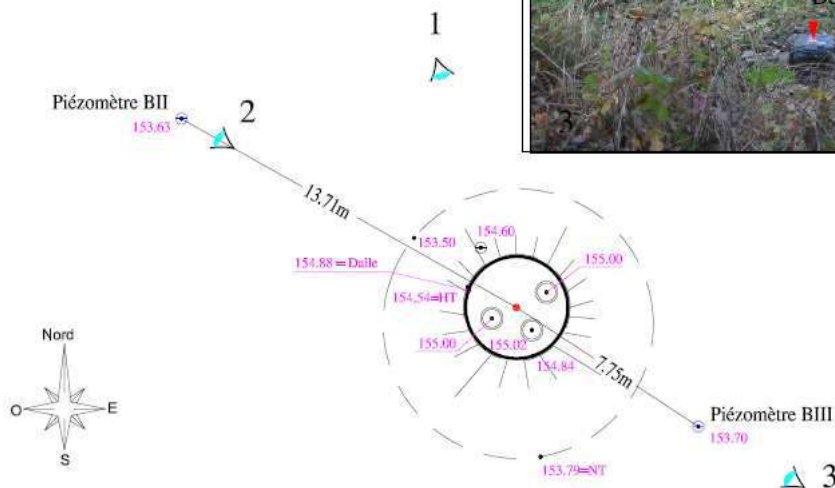 1
3
Piézomètre BII
153.63
2
13.71m
153.50
154.60
154.88 = Dalle
155.00
154.54=HT
155.00
155.02
154.84
7.75m
Nord
O
E
S
Piézomètre BIII
153.70
153.79=NT
3